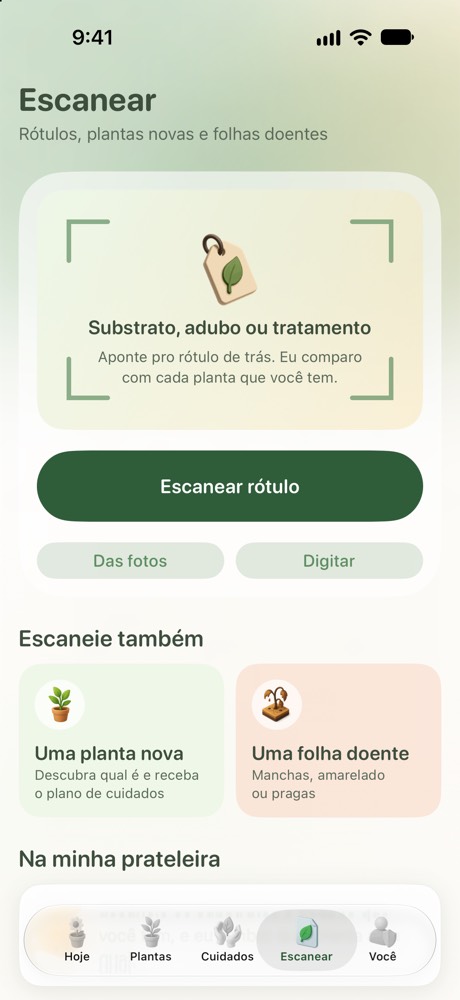 9:41
Escanear
Rótulos, plantas novas e folhas doentes
Substrato, adubo ou tratamento
Aponte pro rótulo de trás. Eu comparo
com cada planta que você tem.
Escanear rótulo
Das fotos
Digitar
Escaneie também
Uma planta nova
Descubra qual é e receba
o plano de cuidados
Uma folha doente
Manchas, amarelado
ou pragas
Na minha prateleira
Hoje
Plantas
Cuidados
Escanear
Você